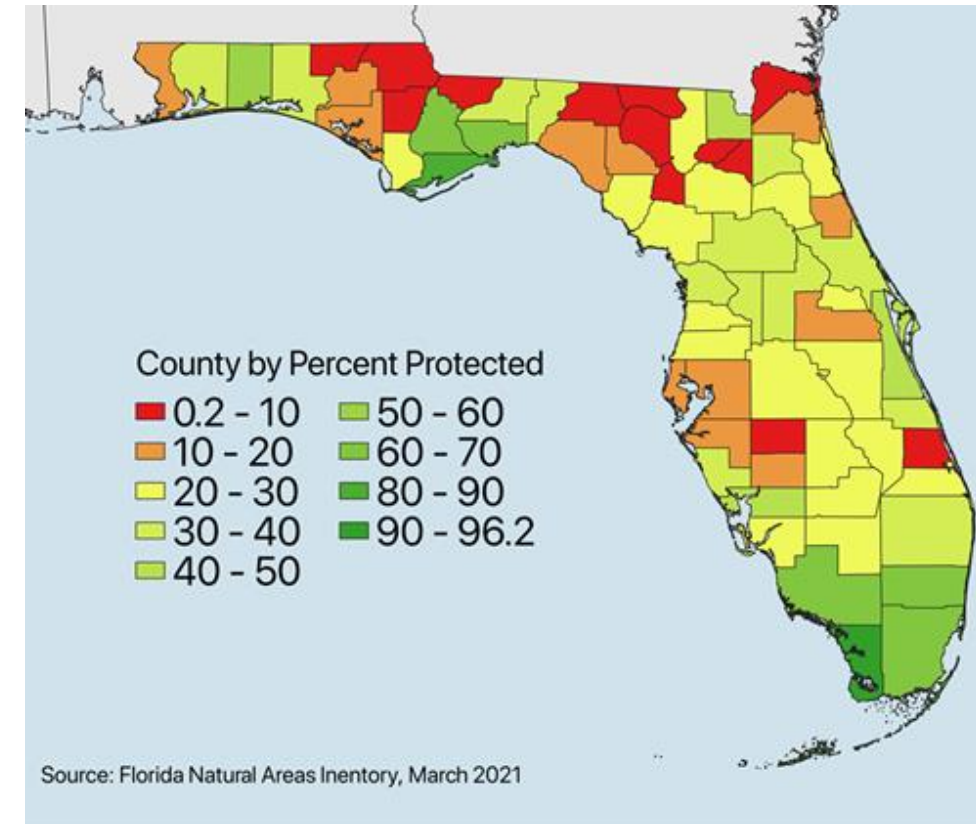 County by Percent Protected
0.2 - 10
10 - 20
20 - 30
30 - 40
40 - 50
50 - 60
60 - 70
80 - 90
90 - 96.2
Source: Florida Natural Areas Inentory, March 2021